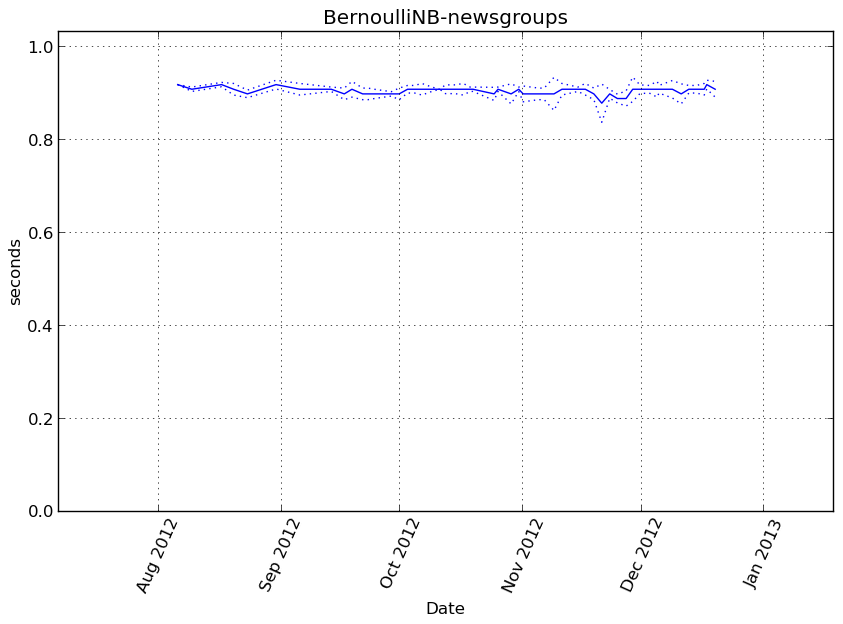 BernoulliNB-newsgroups
1.0
0.8
0.6
0.4
0.2
0.0
seconds
Aug 2012
Sep 2012
Oct 2012
Nov 2012
Dec 2012
Jan 2013
Date